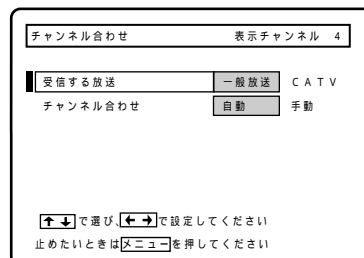 チャンネル合わせ 表示チャンネル 4
受信する放送 一般放送 CATV
チャンネル合わせ 自動 手動
↑↓で選び、←→で設定してください
止めたいときはメニューを押してください